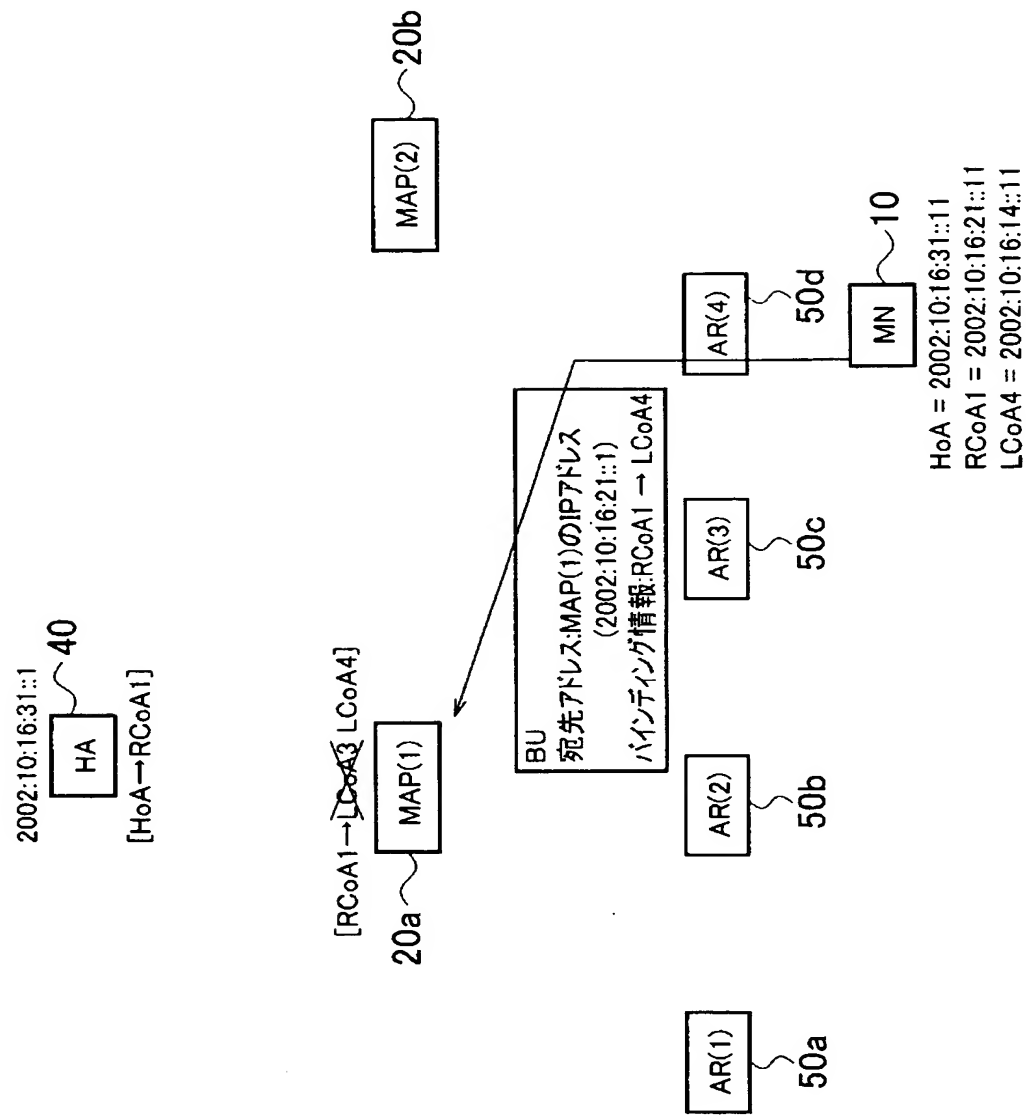 2002:10:16:31::1
HA
40
[HoA→RCoA1]
[RCoA1→LCoA3 LCoA4]
MAP(1)
20a
MAP(2)
20b
BU
宛先アドレス:MAP(1)のIPアドレス
(2002:10:16:21::1)
バインディング情報:RCoA1 → LCoA4
AR(1)
50a
AR(2)
50b
AR(3)
50c
AR(4)
50d
MN
10
HoA = 2002:10:16:31::11
RCoA1 = 2002:10:16:21::11
LCoA4 = 2002:10:16:14::11